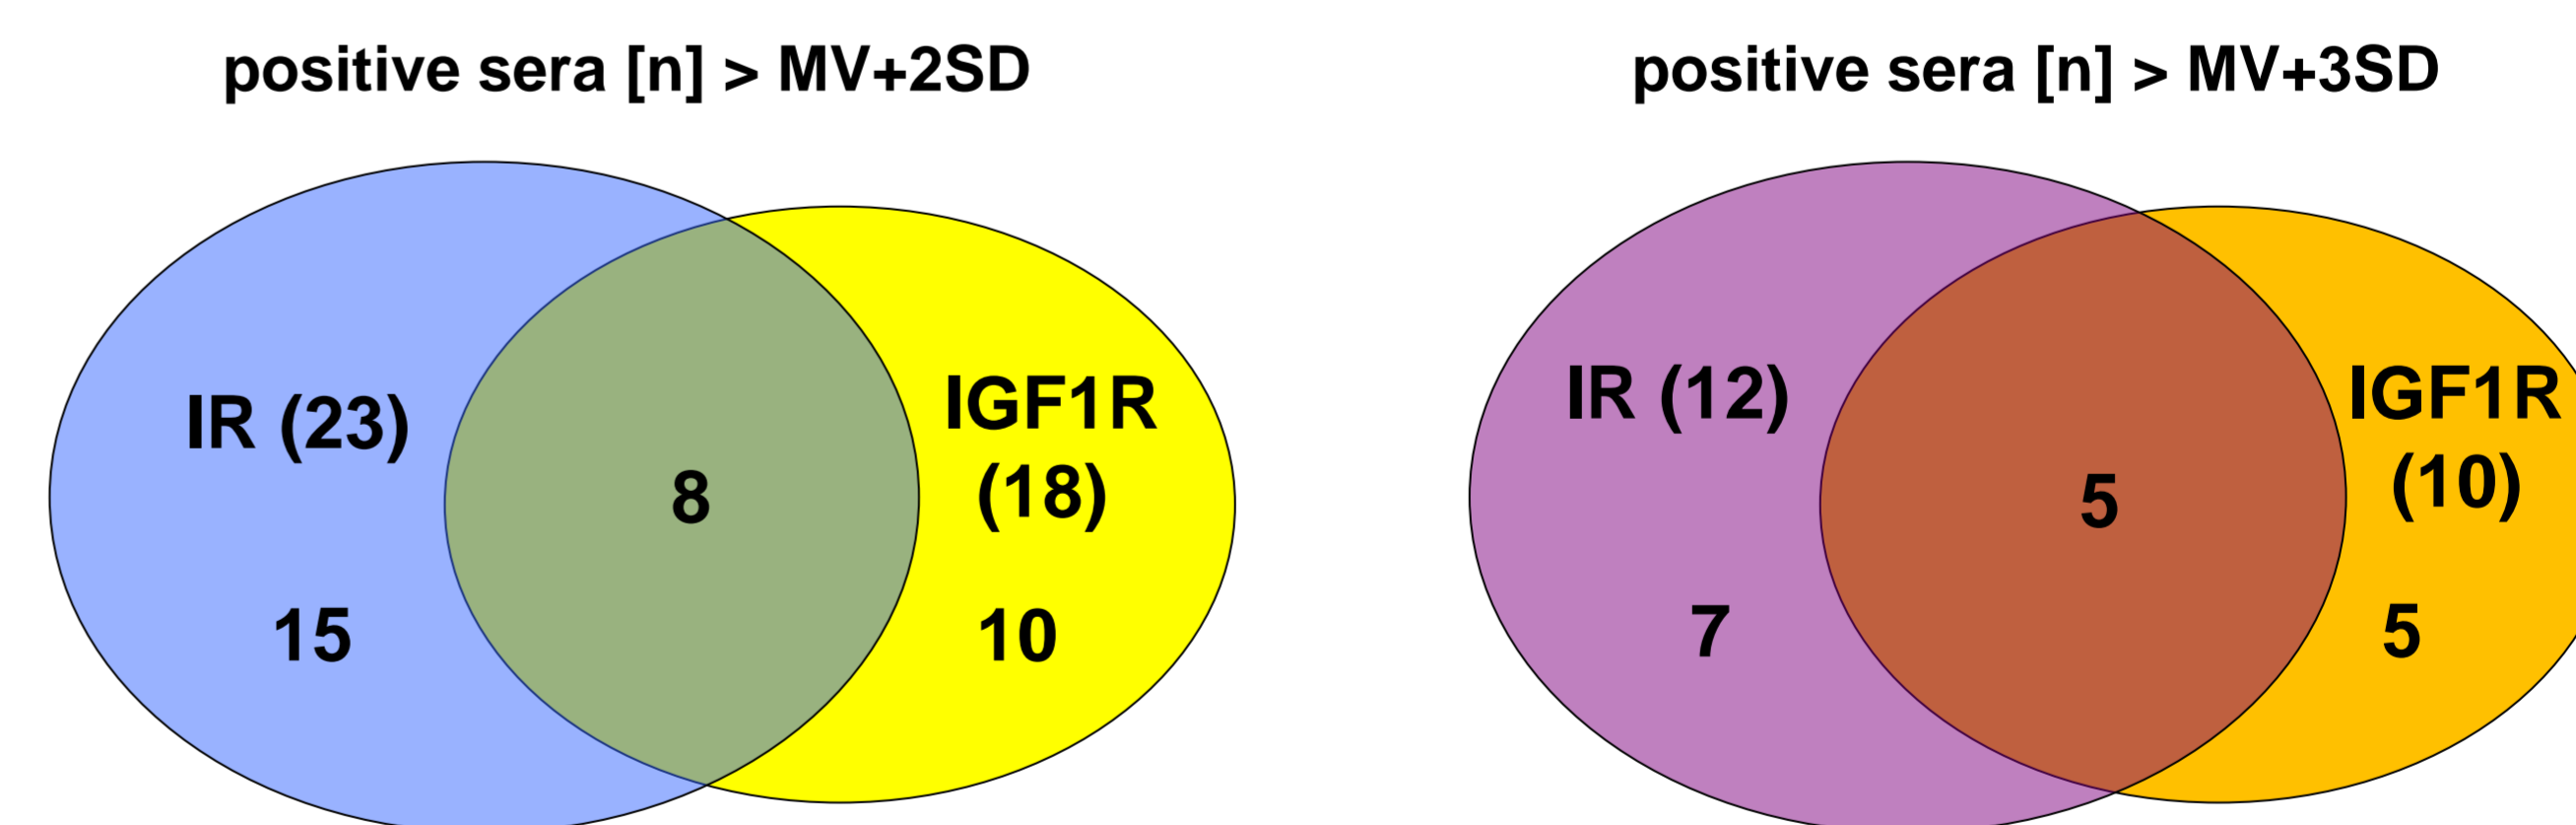 positive sera [n] > MV+2SD
IR (23)
8
IGF1R
(18)
15
10
positive sera [n] > MV+3SD
IR (12)
5
IGF1R
(10)
7
5